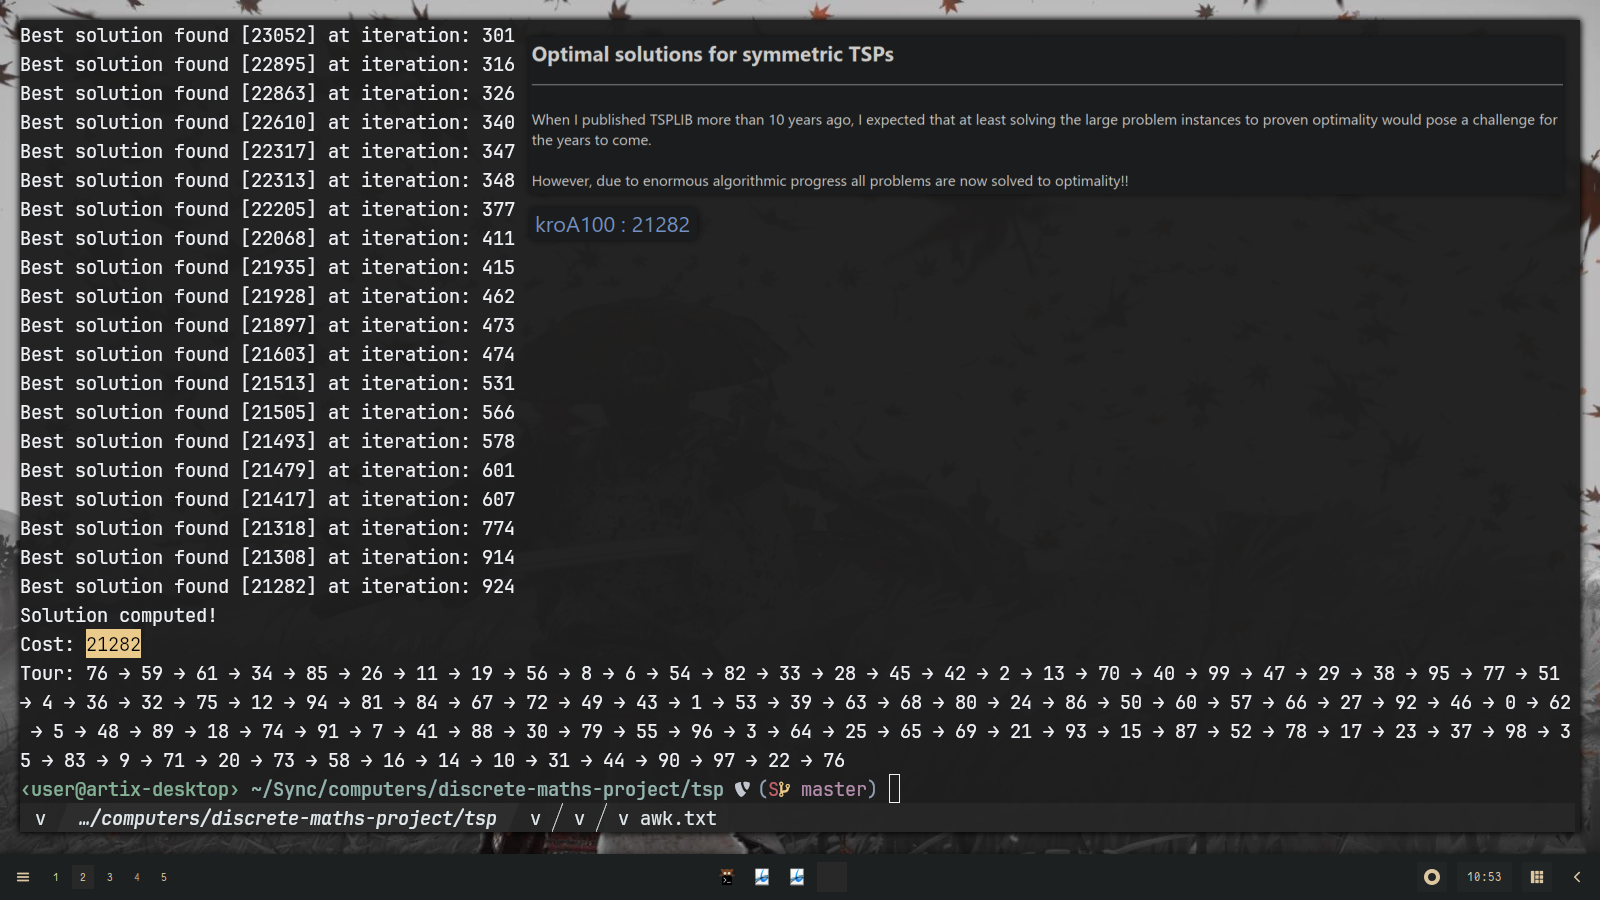 Best solution found [23052] at iteration: 301
Best solution found [22895] at iteration: 316
Best solution found [22863] at iteration: 326
Best solution found [22610] at iteration: 340
Best solution found [22317] at iteration: 347
Best solution found [22313] at iteration: 348
Best solution found [22205] at iteration: 377
Best solution found [22068] at iteration: 411
Best solution found [21935] at iteration: 415
Best solution found [21928] at iteration: 462
Best solution found [21897] at iteration: 473
Best solution found [21603] at iteration: 474
Best solution found [21513] at iteration: 531
Best solution found [21505] at iteration: 566
Best solution found [21493] at iteration: 578
Best solution found [21479] at iteration: 601
Best solution found [21417] at iteration: 607
Best solution found [21318] at iteration: 774
Best solution found [21308] at iteration: 914
Best solution found [21282] at iteration: 924
Solution computed!
Cost: 21282
Tour: 76 → 59 → 61 → 34 → 85 → 26 → 11 → 19 → 56 → 8 → 6 → 54 → 82 → 33 → 28 → 45 → 42 → 2 → 13 → 70 → 40 → 99 → 47 → 29 → 38 → 95 → 77 → 51
→ 4 → 36 → 32 → 75 → 12 → 94 → 81 → 84 → 67 → 72 → 49 → 43 → 1 → 53 → 39 → 63 → 68 → 80 → 24 → 86 → 50 → 60 → 57 → 66 → 27 → 92 → 46 → 0 → 62
→ 5 → 48 → 89 → 18 → 74 → 91 → 7 → 41 → 88 → 30 → 79 → 55 → 96 → 3 → 64 → 25 → 65 → 69 → 21 → 93 → 15 → 87 → 52 → 78 → 17 → 23 → 37 → 98 → 3
5 → 83 → 9 → 71 → 20 → 73 → 58 → 16 → 14 → 10 → 31 → 44 → 90 → 97 → 22 → 76
‹user@artix-desktop› ~/Sync/computers/discrete-maths-project/tsp (S master)
v …/computers/discrete-maths-project/tsp v / v / v awk.txt
Optimal solutions for symmetric TSPs
When I published TSPLIB more than 10 years ago, I expected that at least solving the large problem instances to proven optimality would pose a challenge for
the years to come.
However, due to enormous algorithmic progress all problems are now solved to optimality!!
kroA100 : 21282
1 2 3 4 5
10:53